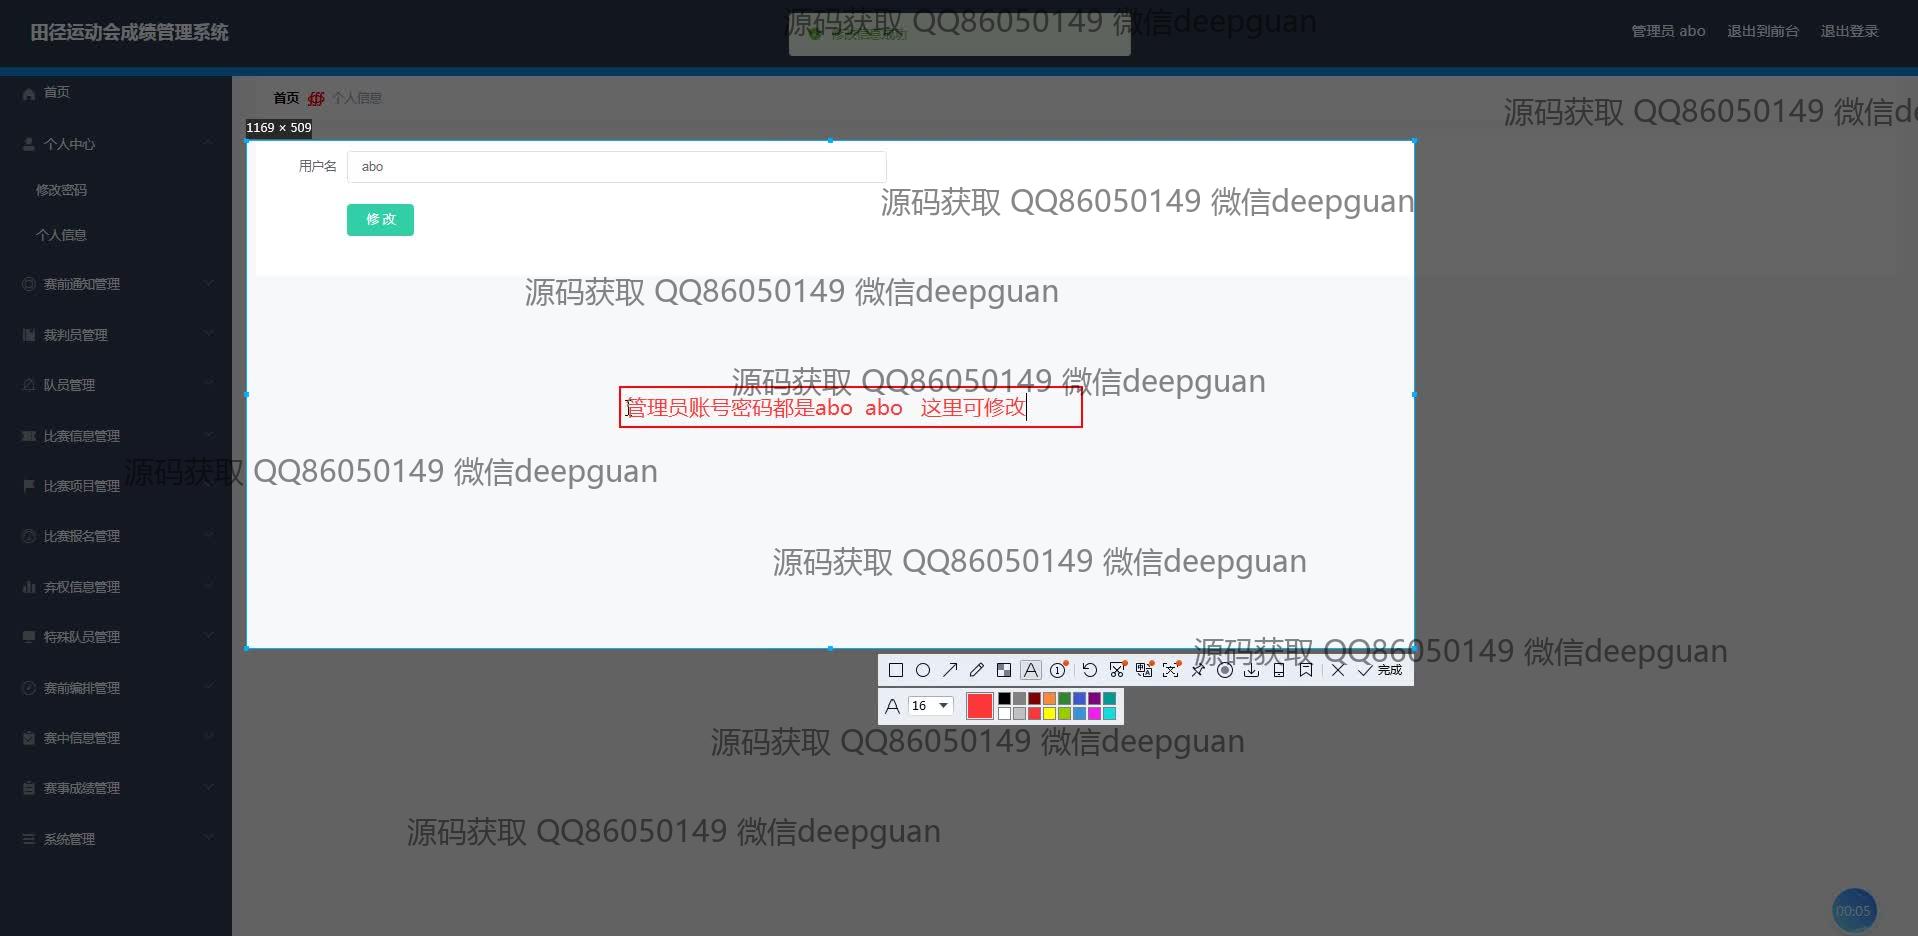 源码获取 QQ86050149 微信deepguan
田径运动会成绩管理系统
修改信息成功
管理员 abo
退出到前台
退出登录
首页
首页
个人信息
源码获取 QQ86050149 微信de
1169 × 509
个人中心
用户名
abo
修改密码
源码获取 QQ86050149 微信deepguan
修 改
个人信息
赛前通知管理
源码获取 QQ86050149 微信deepguan
裁判员管理
队员管理
源码获取 QQ86050149 微信deepguan
管理员账号密码都是abo abo 这里可修改
比赛信息管理
源码获取 QQ86050149 微信deepguan
比赛项目管理
比赛报名管理
源码获取 QQ86050149 微信deepguan
弃权信息管理
特殊队员管理
源码获取 QQ86050149 微信deepguan
完成
赛前编排管理
A 16
赛中信息管理
源码获取 QQ86050149 微信deepguan
赛事成绩管理
系统管理
源码获取 QQ86050149 微信deepguan
00:05